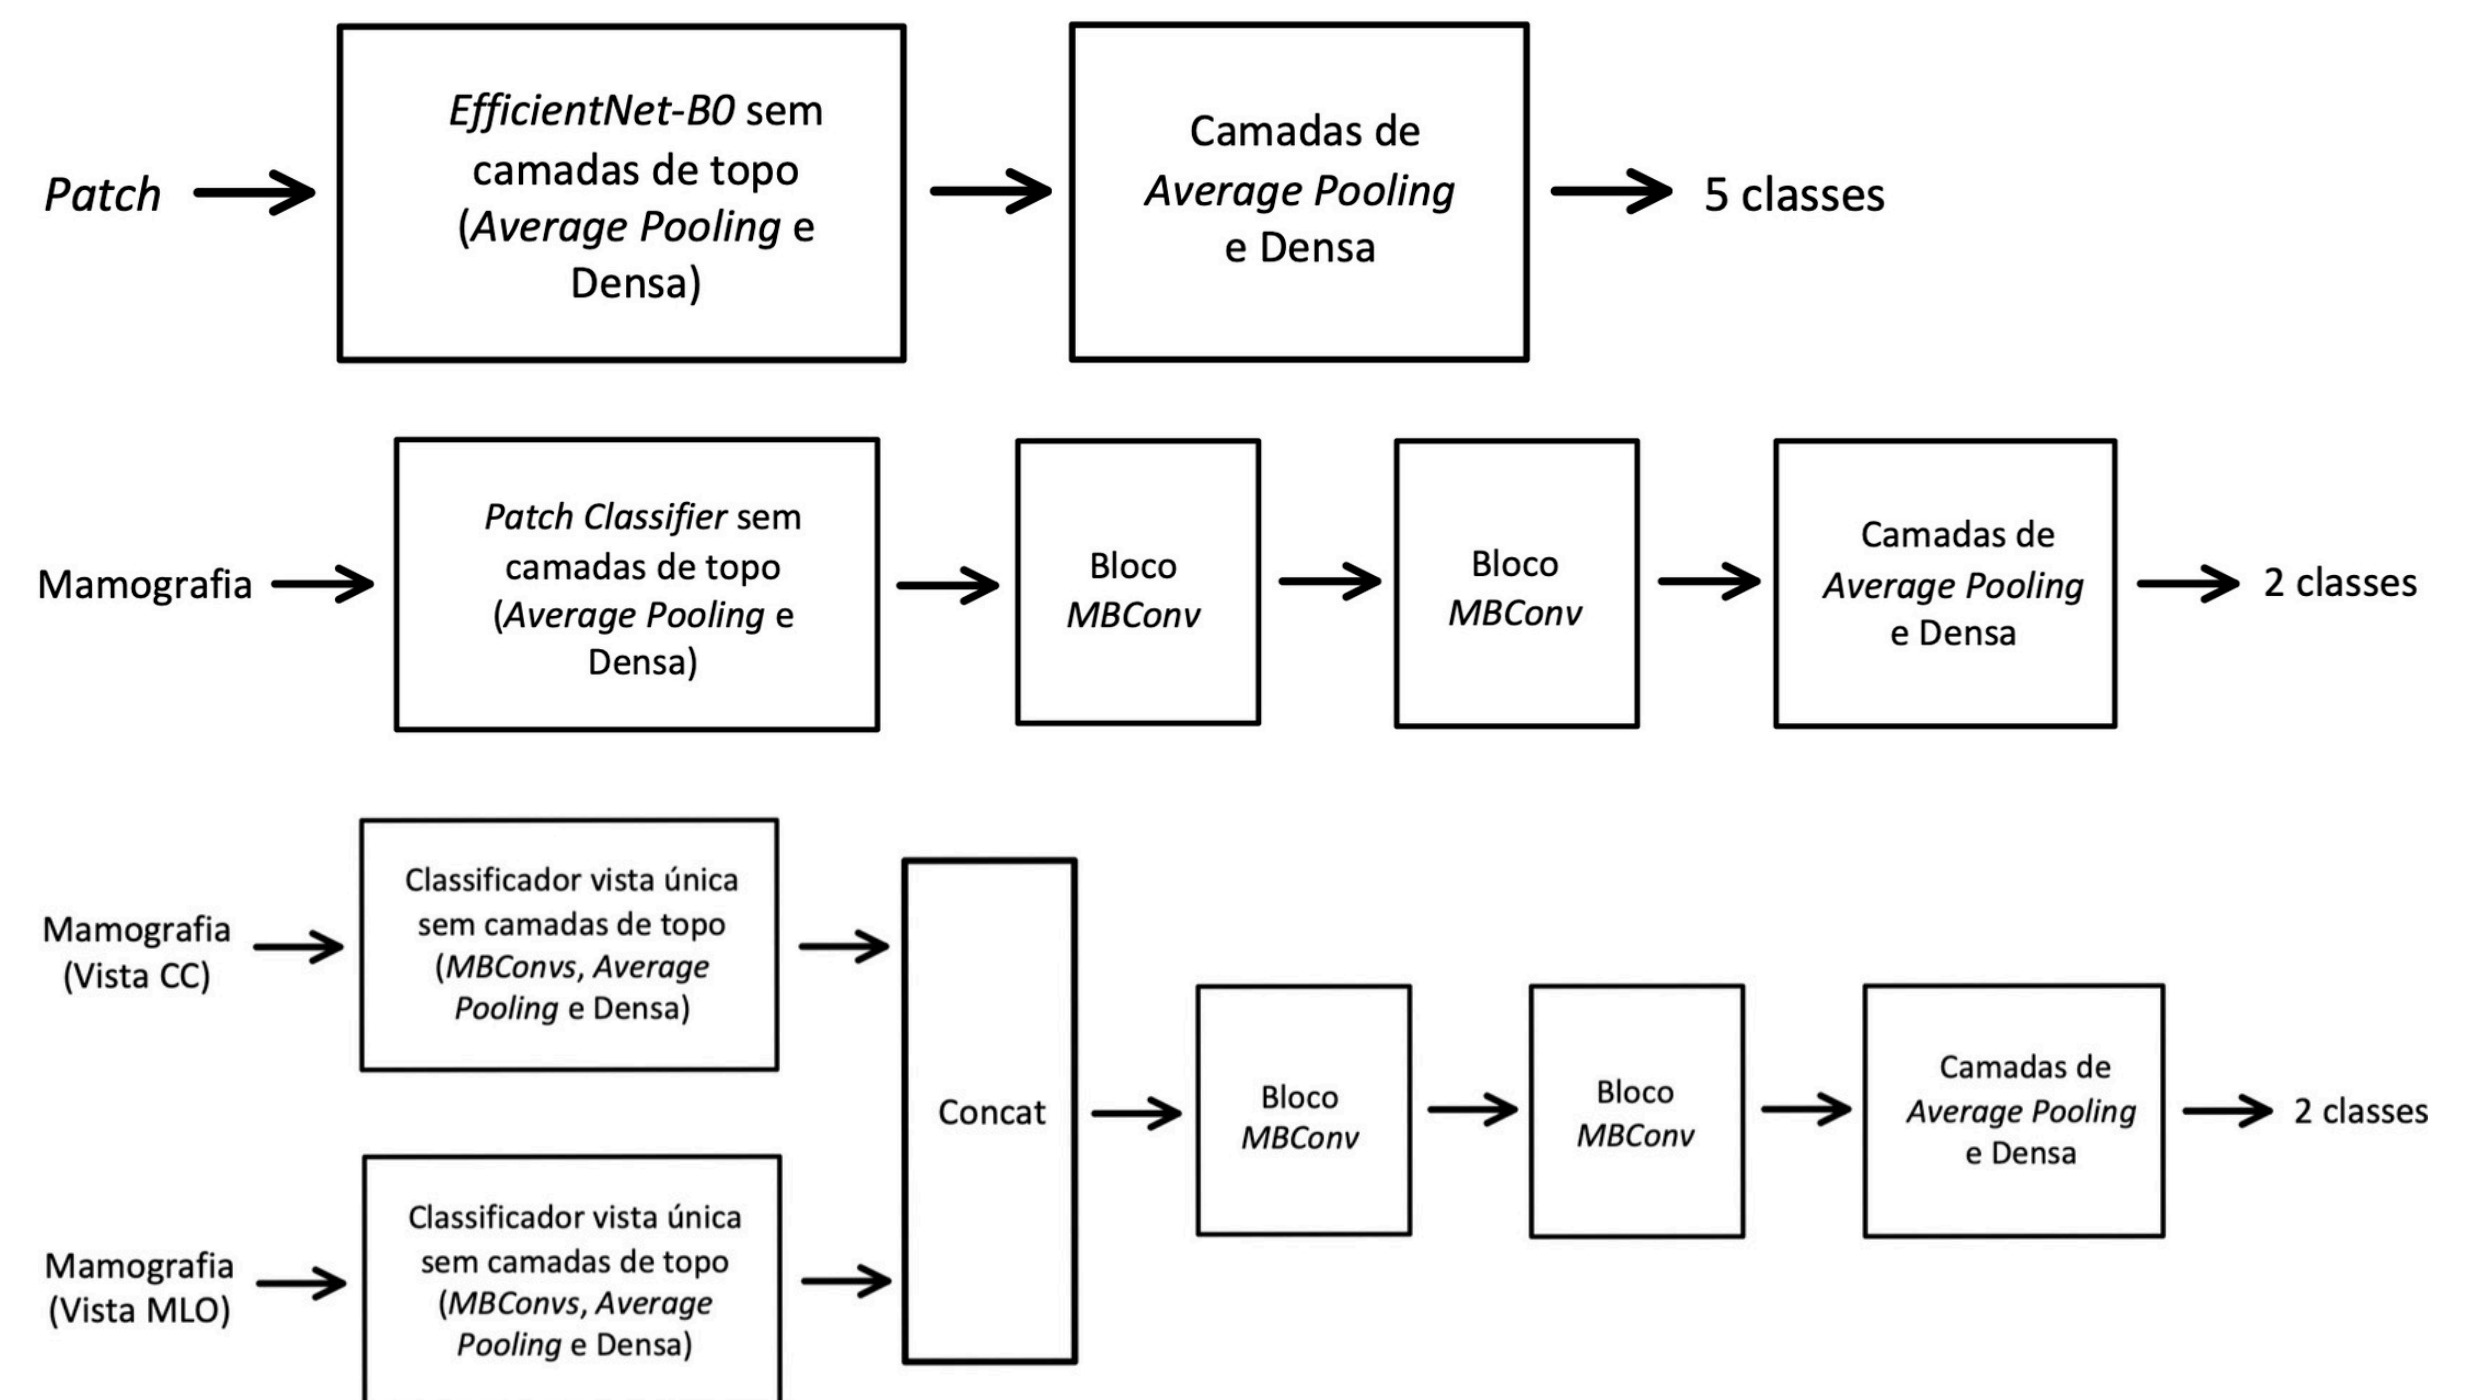 Patch
EfficientNet-B0 sem
camadas de topo
(Average Pooling e
Densa)
Camadas de
Average Pooling
e Densa
5 classes
Mamografia
Patch Classifier sem
camadas de topo
(Average Pooling e
Densa)
Bloco
MBConv
Bloco
MBConv
Camadas de
Average Pooling
e Densa
2 classes
Mamografia
(Vista CC)
Classificador vista única
sem camadas de topo
(MBConvs, Average
Pooling e Densa)
Mamografia
(Vista MLO)
Classificador vista única
sem camadas de topo
(MBConvs, Average
Pooling e Densa)
Concat
Bloco
MBConv
Bloco
MBConv
Camadas de
Average Pooling
e Densa
2 classes